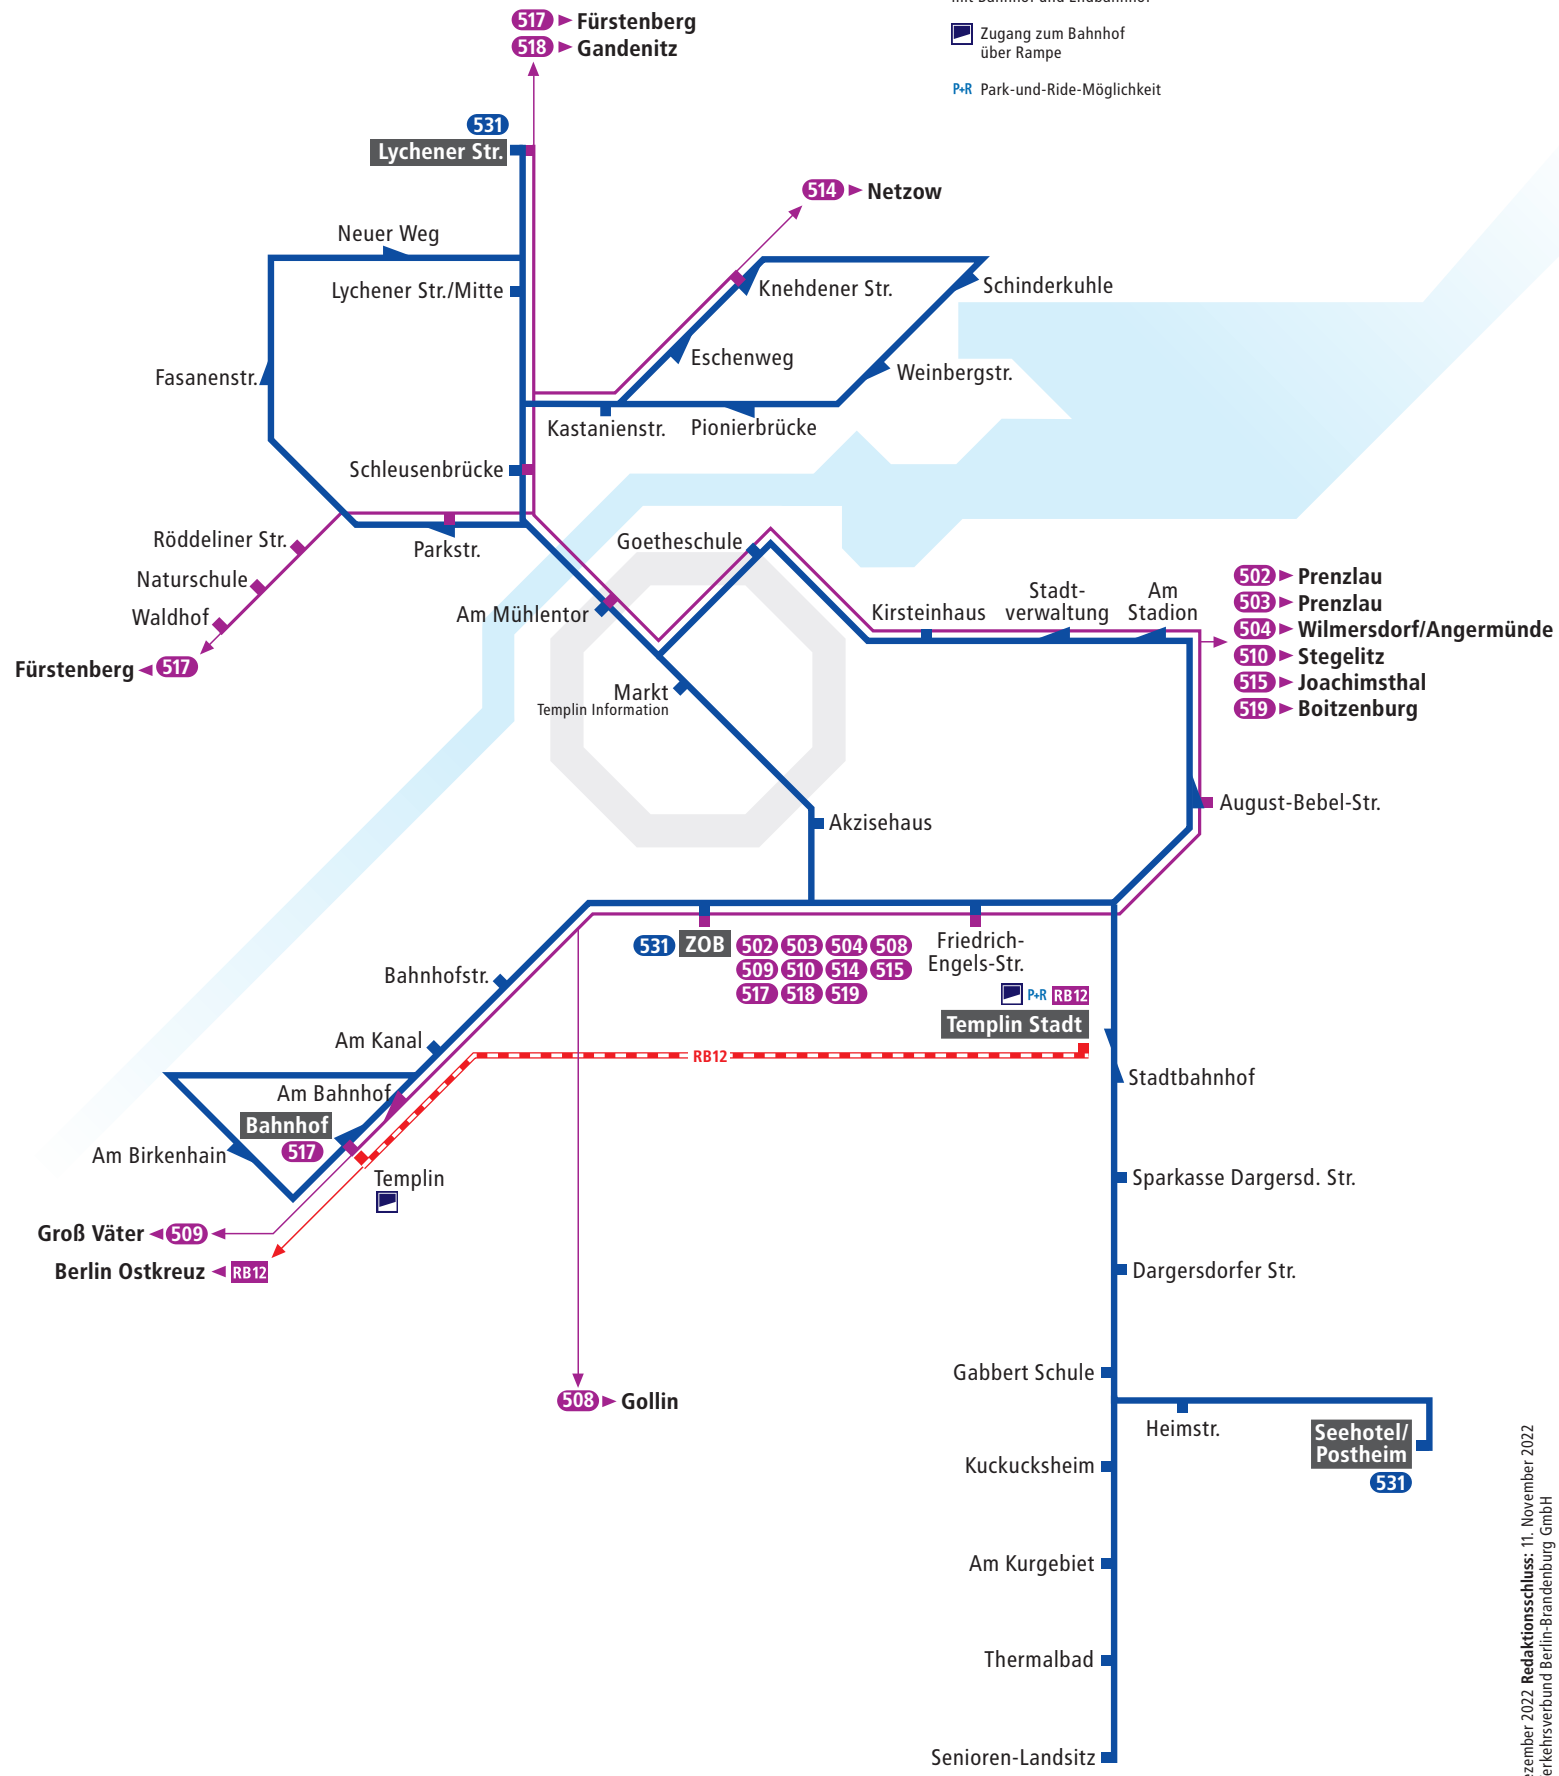 517 Fürstenberg
518 Gandenitz
Zugang zum Bahnhof
über Rampe
P+R Park-und-Ride-Möglichkeit
531
Lychener Str.
514 Netzow
Neuer Weg
Lychener Str./Mitte
Knehdener Str.
Schinderkuhle
Eschenweg
Fasanenstr.
Weinbergstr.
Kastanienstr.
Pionierbrücke
Schleusenbrücke
Röddeliner Str.
Parkstr.
Goetheschule
Naturschule
Waldhof
Am Mühlentor
Kirsteinhaus
Stadt-
verwaltung
Am
Stadion
502 Prenzlau
503 Prenzlau
504 Wilmersdorf/Angermünde
510 Stegelitz
515 Joachimsthal
519 Boitzenburg
Fürstenberg 517
Markt
Templin Information
August-Bebel-Str.
Akzisehaus
531 ZOB 502 503 504 508
509 510 514 515
517 518 519
Friedrich-
Engels-Str.
P+R RB12
Templin Stadt
Bahnhofstr.
Am Kanal
RB12
Stadtbahnhof
Am Bahnhof
Bahnhof
517
Am Birkenhain
Templin
Sparkasse Dargersd. Str.
Groß Väter 509
Berlin Ostkreuz RB12
Dargersdorfer Str.
Gabbert Schule
508 Gollin
Heimstr.
Seehotel/
Postheim
531
Kuckucksheim
Am Kurgebiet
Thermalbad
Senioren-Landsitz
2022 Redaktionsschluss: 11. November 2022
Berlin-Brandenburg GmbH